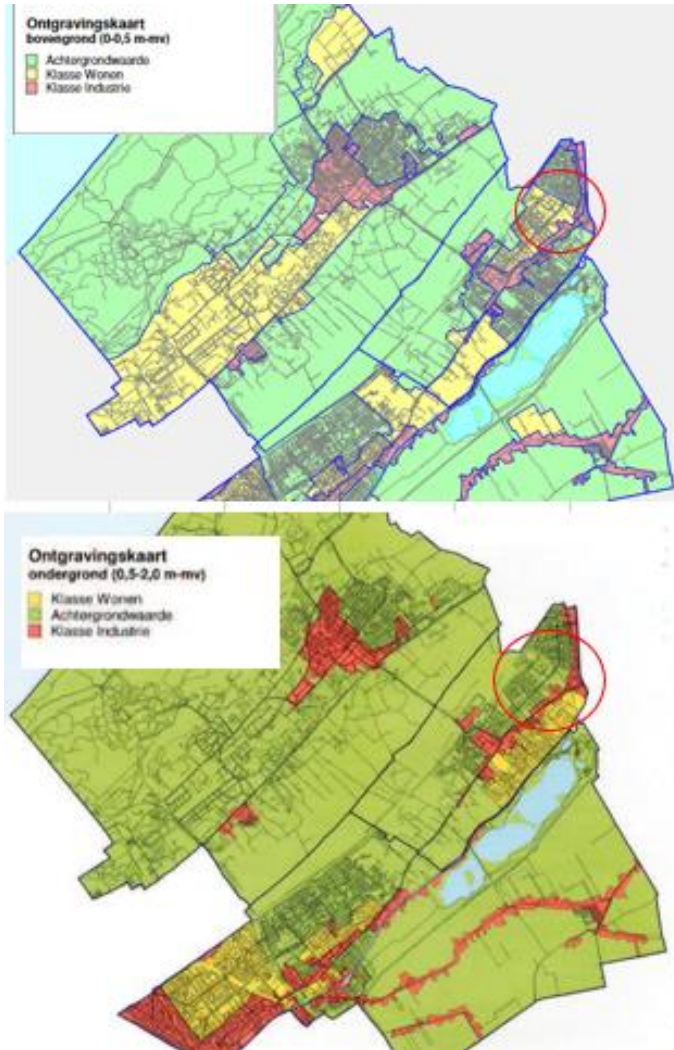 Ontgravingskaart
bovengrond (0-0,5 m-mv)
Achtergrondwaarde
Klasse Wonen
Klasse Industrie
Ontgravingskaart
ondergrond (0,5-2,0 m-mv)
Klasse Wonen
Achtergrondwaarde
Klasse Industrie